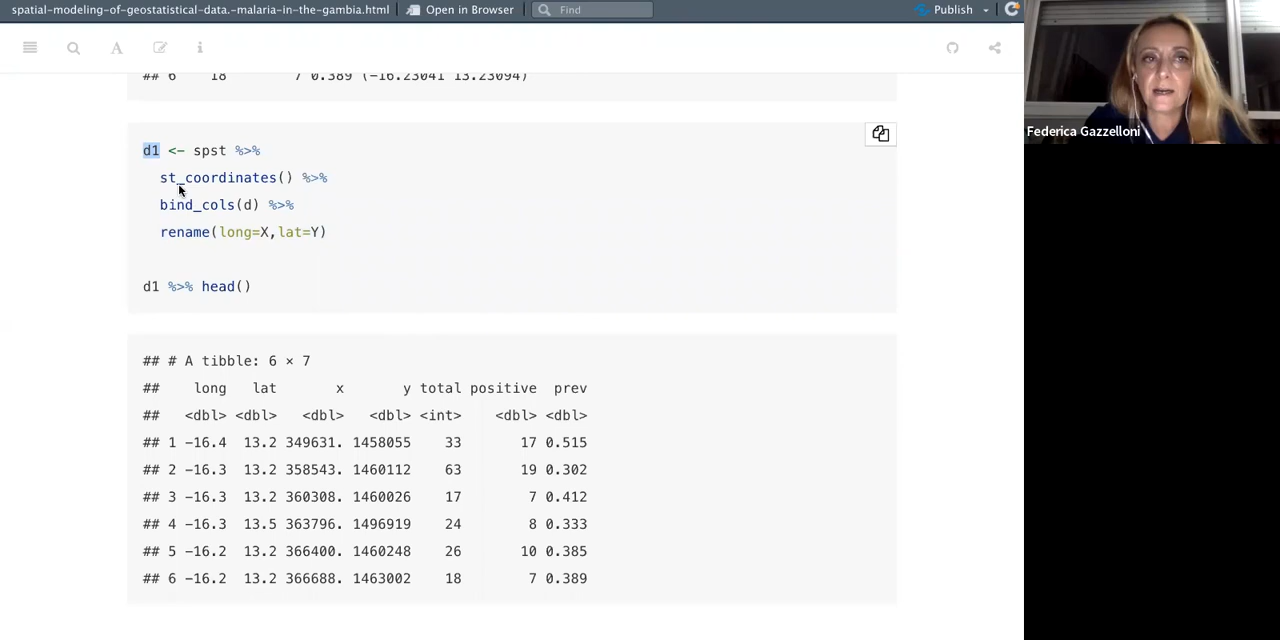 spatial-modeling-of-geostatistical-data.-malaria-in-the-gambia.html Open in Browser Find Publish
## 6 18 7 0.389 (-16.23041 13.23094)
Federica Gazzelloni
d1 <- spst %>%
st_coordinates() %>%
bind_cols(d) %>%
rename(long=X,lat=Y)
d1 %>% head()
## # A tibble: 6 × 7
## long lat x y total positive prev
## <dbl> <dbl> <dbl> <dbl> <int> <dbl> <dbl>
## 1 -16.4 13.2 349631. 1458055 33 17 0.515
## 2 -16.3 13.2 358543. 1460112 63 19 0.302
## 3 -16.3 13.2 360308. 1460026 17 7 0.412
## 4 -16.3 13.5 363796. 1496919 24 8 0.333
## 5 -16.2 13.2 366400. 1460248 26 10 0.385
## 6 -16.2 13.2 366688. 1463002 18 7 0.389